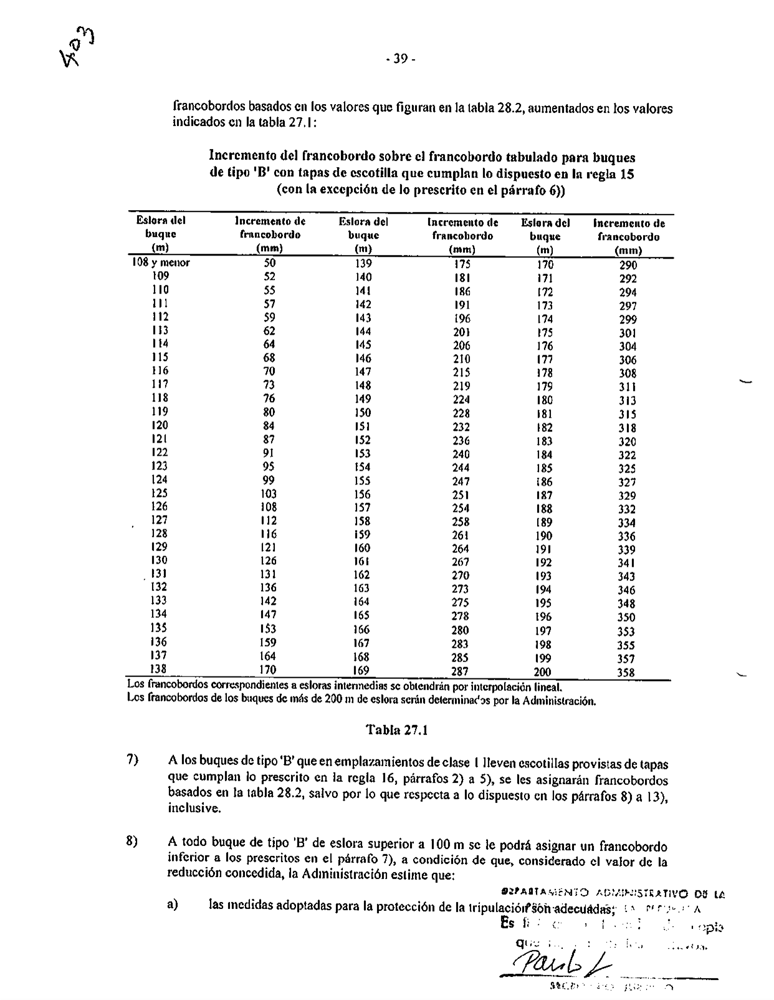 403
- 39 -
francobordos basados en los valores que figuran en la tabla 28.2, aumentados en los valores
indicados en la tabla 27.1:
Incremento del francobordo sobre el francobordo tabulado para buques
de tipo 'B' con tapas de escotilla que cumplan lo dispuesto en la regla 15
(con la excepción de lo prescrito en el párrafo 6))
Eslora del Incremento de Eslora del Incremento de Eslora del Incremento de
buque francobordo buque francobordo buque francobordo
(m) (mm) (m) (mm) (m) (mm)
108 y menor 50 139 175 170 290
109 52 140 181 171 292
110 55 141 186 172 294
111 57 142 191 173 297
112 59 143 196 174 299
113 62 144 201 175 301
114 64 145 206 176 304
115 68 146 210 177 306
116 70 147 215 178 308
117 73 148 219 179 311
118 76 149 224 180 313
119 80 150 228 181 315
120 84 151 232 182 318
121 87 152 236 183 320
122 91 153 240 184 322
123 95 154 244 185 325
124 99 155 247 186 327
125 103 156 251 187 329
126 108 157 254 188 332
127 112 158 258 189 334
128 116 159 261 190 336
129 121 160 264 191 339
130 126 161 267 192 341
131 131 162 270 193 343
132 136 163 273 194 346
133 142 164 275 195 348
134 147 165 278 196 350
135 153 166 280 197 353
136 159 167 283 198 355
137 164 168 285 199 357
138 170 169 287 200 358
Los francobordos correspondientes a esloras intermedias se obtendrán por interpolación lineal.
Los francobordos de los buques de más de 200 m de eslora serán determinados por la Administración.
Tabla 27.1
7) A los buques de tipo 'B' que en emplazamientos de clase 1 lleven escotillas provistas de tapas
que cumplan lo prescrito en la regla 16, párrafos 2) a 5), se les asignarán francobordos
basados en la tabla 28.2, salvo por lo que respecta a lo dispuesto en los párrafos 8) a 13),
inclusive.
8) A todo buque de tipo 'B' de eslora superior a 100 m se le podrá asignar un francobordo
inferior a los prescritos en el párrafo 7), a condición de que, considerado el valor de la
reducción concedida, la Administración estime que:
DEPARTAMENTO ADMINISTRATIVO DE LA
a) las medidas adoptadas para la protección de la tripulación son adecuadas;
Es
que